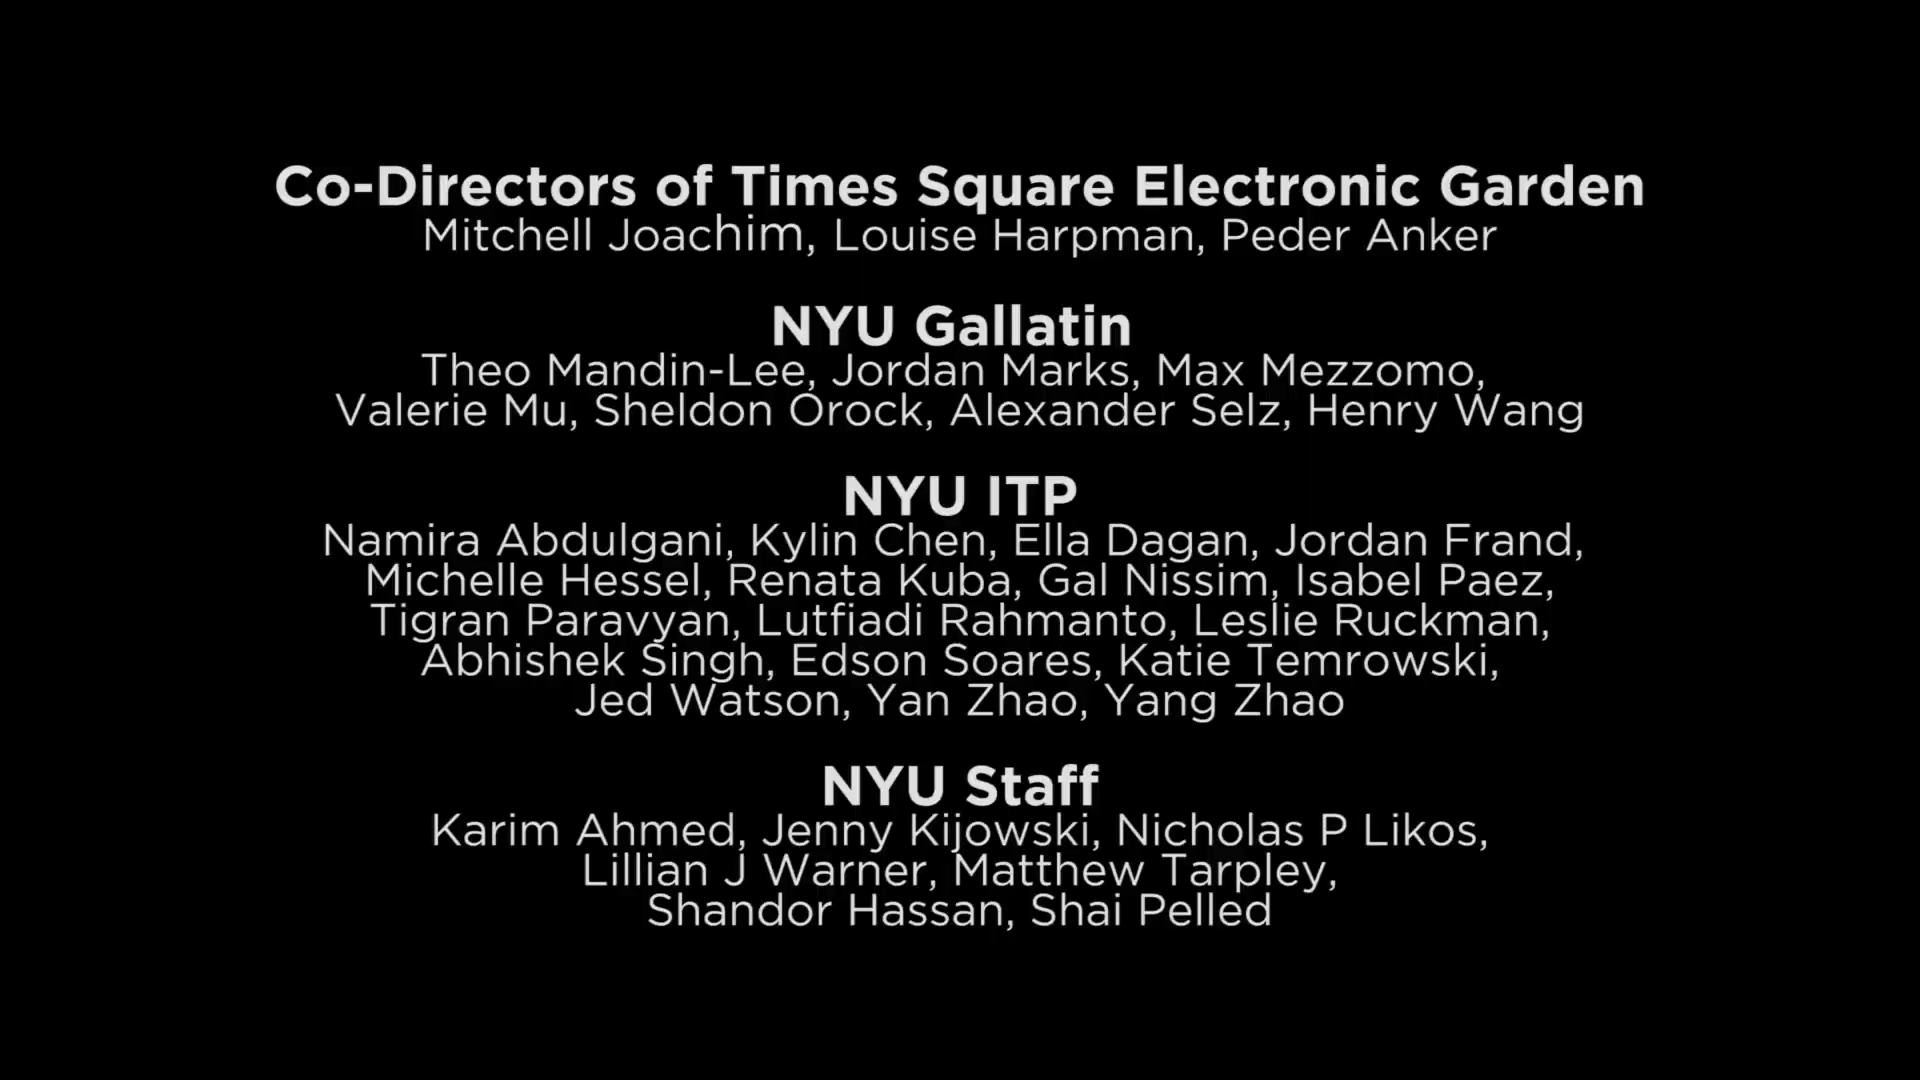 Co-Directors of Times Square Electronic Garden
Mitchell Joachim, Louise Harpman, Peder Anker
NYU Gallatin
Theo Mandin-Lee, Jordan Marks, Max Mezzomo,
Valerie Mu, Sheldon Orock, Alexander Selz, Henry Wang
NYU ITP
Namira Abdulgani, Kylin Chen, Ella Dagan, Jordan Frand,
Michelle Hessel, Renata Kuba, Gal Nissim, Isabel Paez,
Tigran Paravyan, Lutfiadi Rahmanto, Leslie Ruckman,
Abhishek Singh, Edson Soares, Katie Temrowski,
Jed Watson, Yan Zhao, Yang Zhao
NYU Staff
Karim Ahmed, Jenny Kijowski, Nicholas P Likos,
Lillian J Warner, Matthew Tarpley,
Shandor Hassan, Shai Pelled